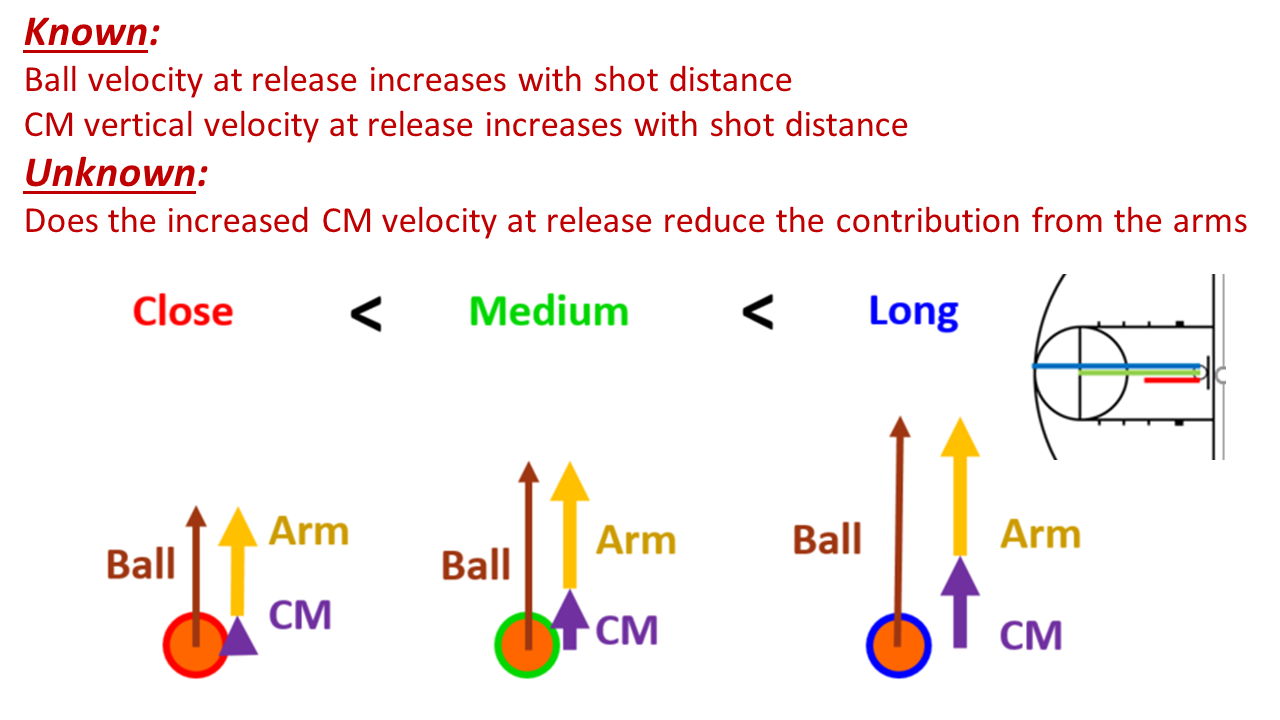 Known:
Ball velocity at release increases with shot distance
CM vertical velocity at release increases with shot distance
Unknown:
Does the increased CM velocity at release reduce the contribution from the arms
Close < Medium < Long
Ball Arm CM
Ball Arm CM
Ball Arm CM